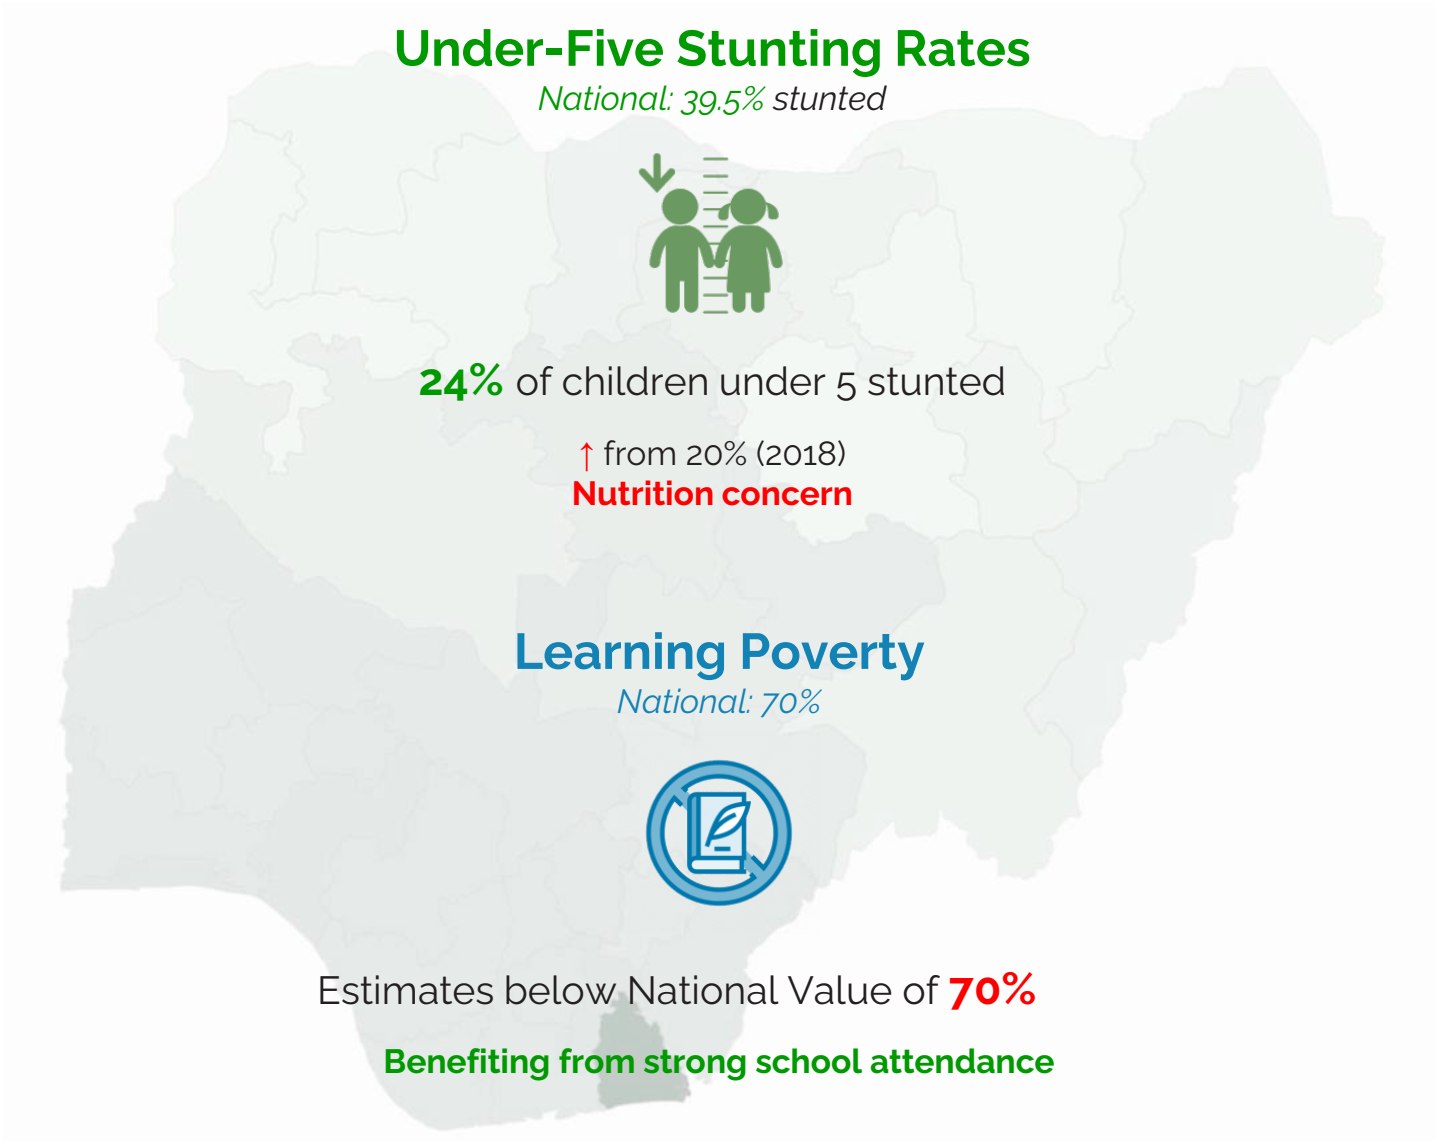 Under-Five Stunting Rates
National: 39.5% stunted
24% of children under 5 stunted
↑ from 20% (2018)
Nutrition concern
Learning Poverty
National: 70%
Estimates below National Value of 70%
Benefiting from strong school attendance